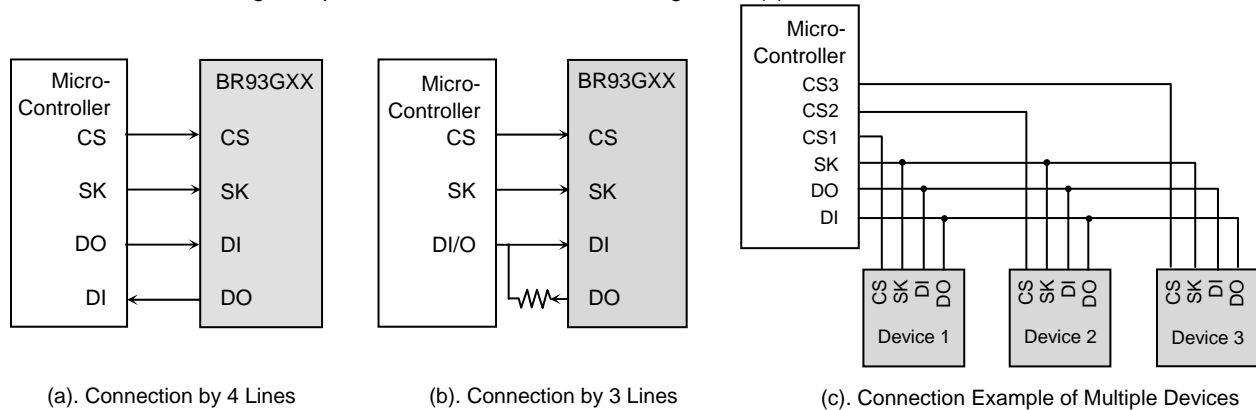 Micro-
Controller
CS
SK
DO
DI
BR93GXX
CS
SK
DI
DO
(a). Connection by 4 Lines
Micro-
Controller
CS
SK
DI/O
BR93GXX
CS
SK
DI
DO
(b). Connection by 3 Lines
Micro-
Controller
CS3
CS2
CS1
SK
DO
DI
CS
SK
DI
DO
Device 1
CS
SK
DI
DO
Device 2
CS
SK
DI
DO
Device 3
(c). Connection Example of Multiple Devices